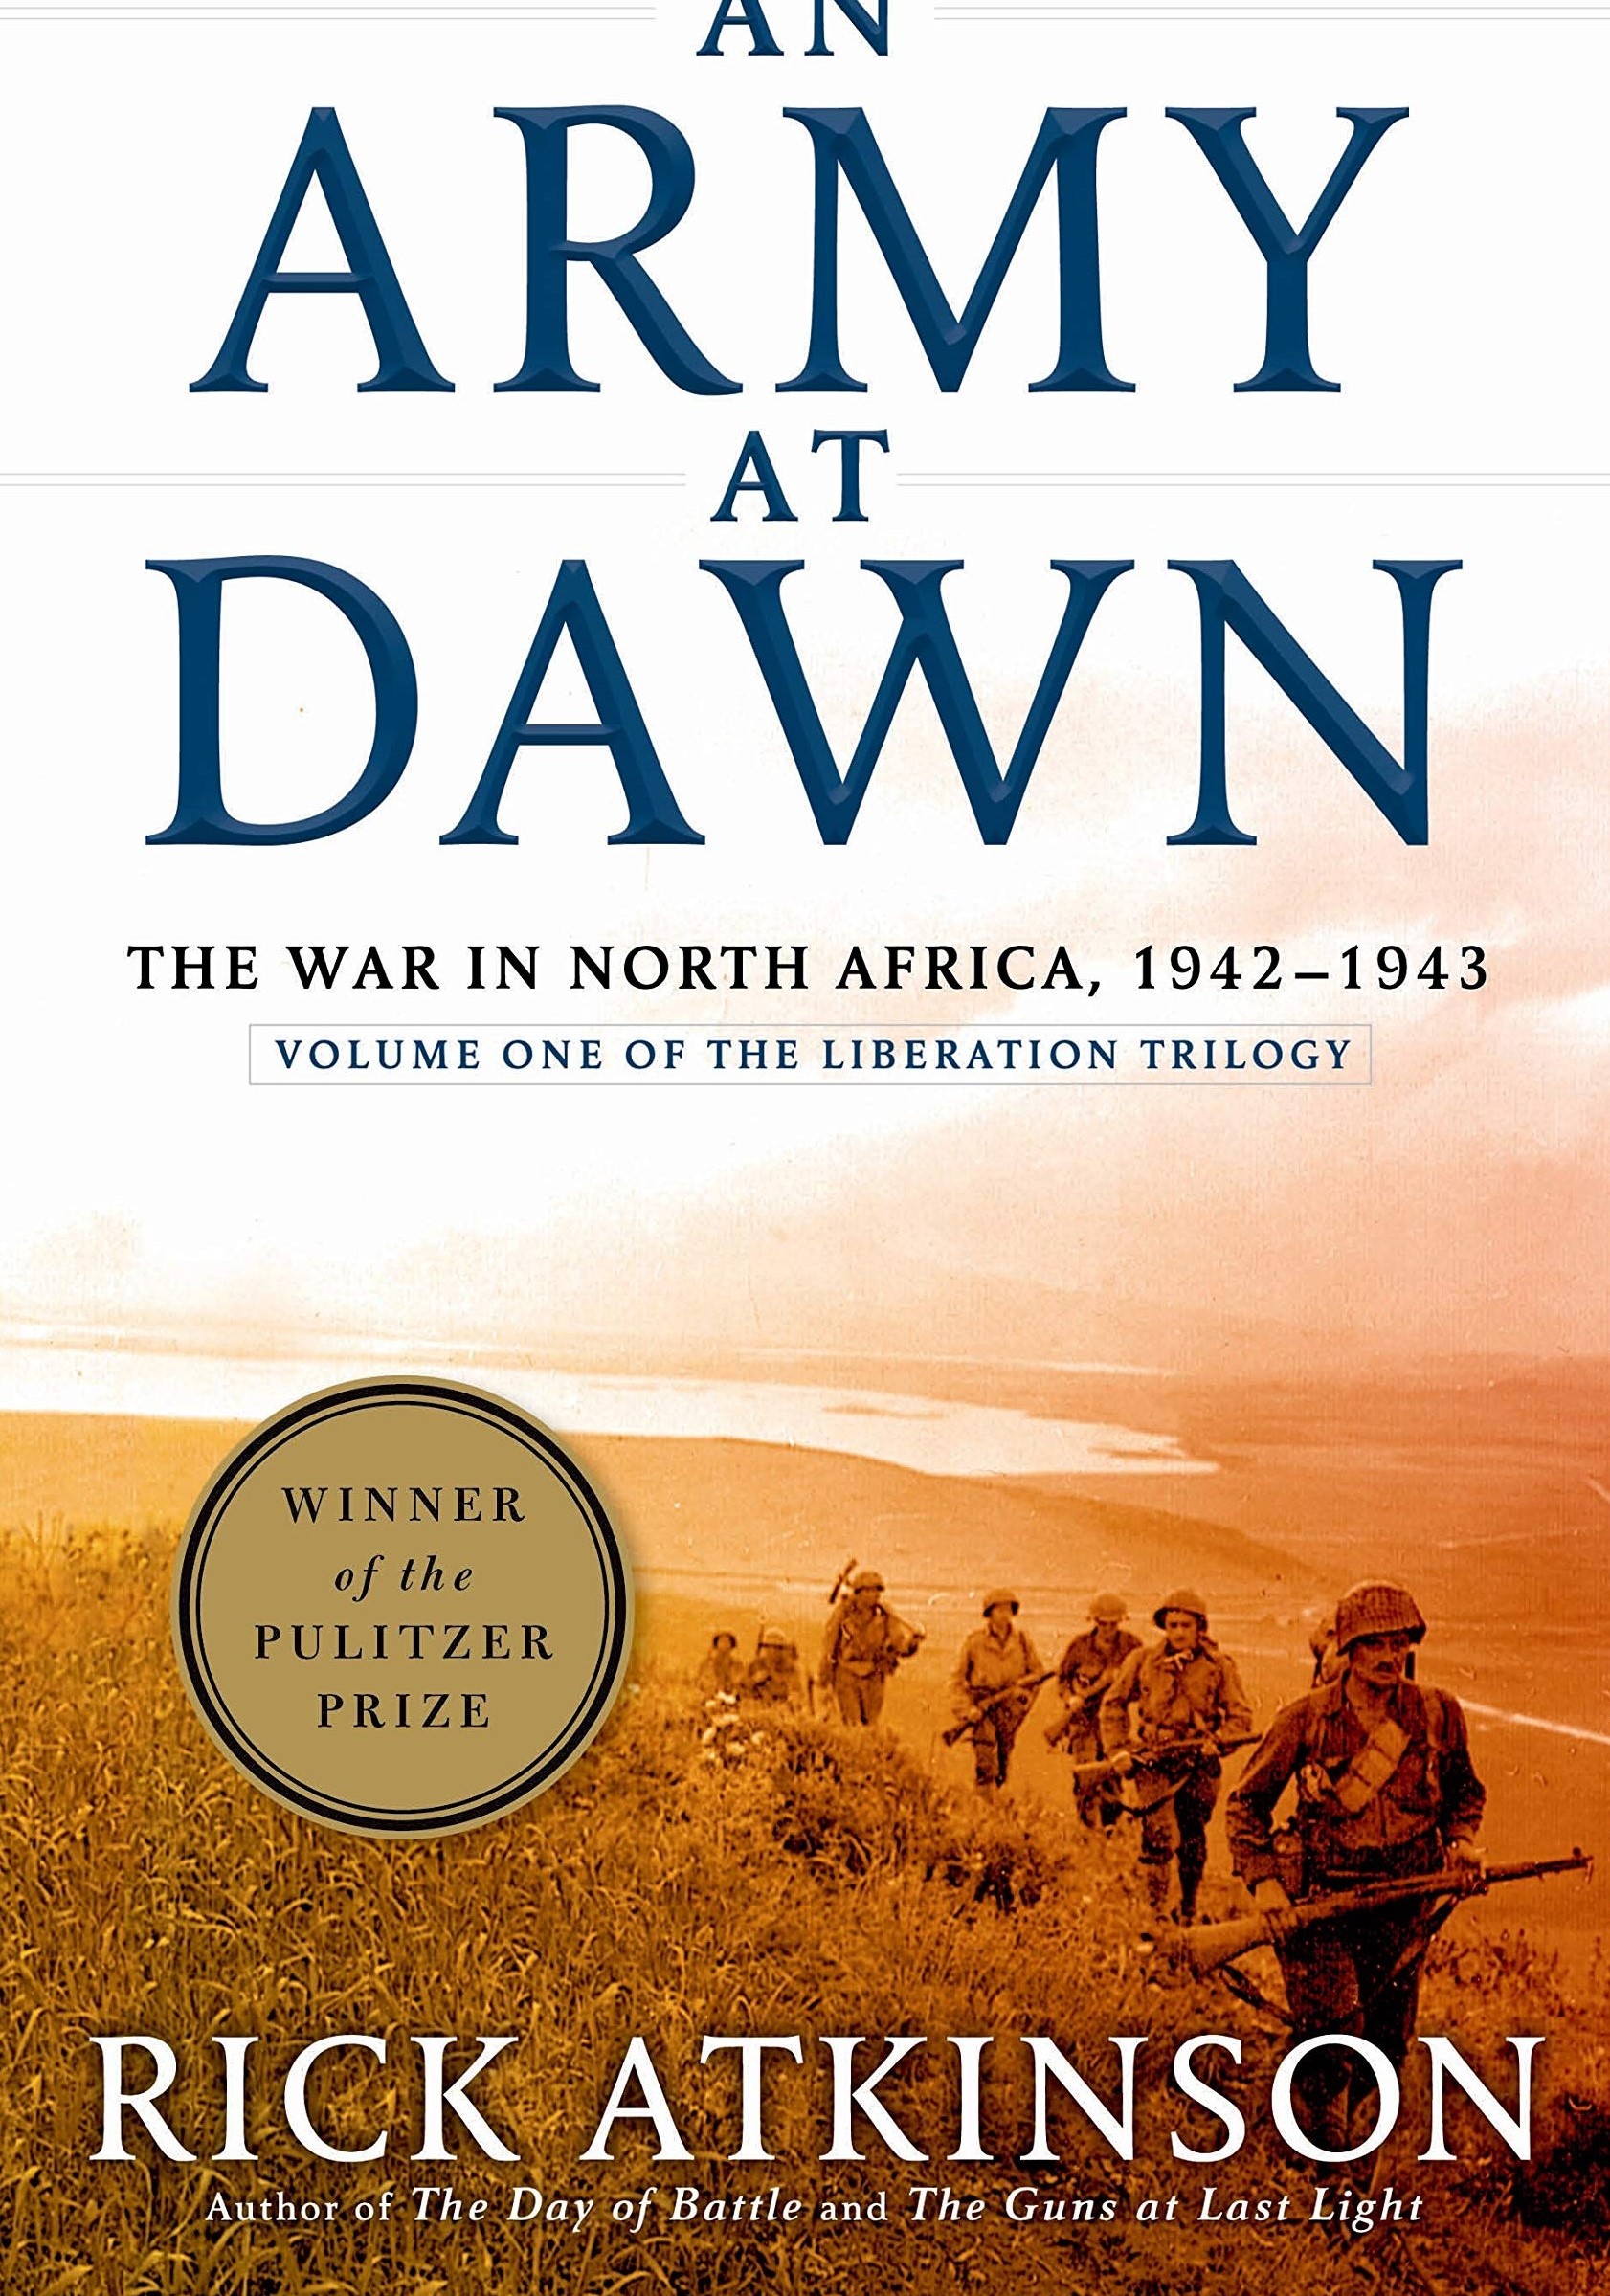 AN
ARMY
AT
DAWN
THE WAR IN NORTH AFRICA, 1942–1943
VOLUME ONE OF THE LIBERATION TRILOGY
WINNER
of the
PULITZER
PRIZE
RICK ATKINSON
Author of The Day of Battle and The Guns at Last Light